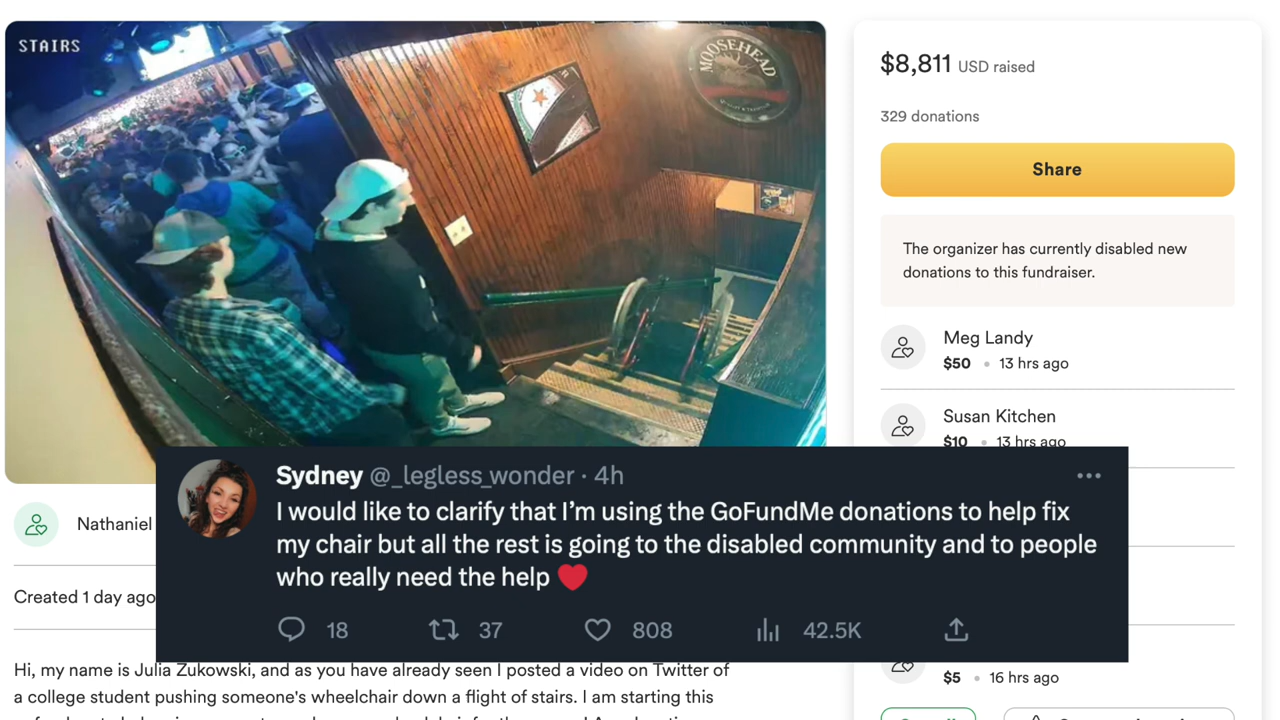 STAIRS
MOOSEHEAD
$8,811 USD raised
329 donations
Share
The organizer has currently disabled new
donations to this fundraiser.
Meg Landy
$50 • 13 hrs ago
Susan Kitchen
$10 • 13 hrs ago
Sydney @_legless_wonder · 4h
I would like to clarify that I’m using the GoFundMe donations to help fix
my chair but all the rest is going to the disabled community and to people
who really need the help ❤️
18 37 808 42.5K
Nathaniel
Created 1 day ago
$5 • 16 hrs ago
Hi, my name is Julia Zukowski, and as you have already seen I posted a video on Twitter of
a college student pushing someone's wheelchair down a flight of stairs. I am starting this